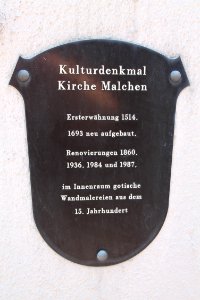 Kulturdenkmal
Kirche Malchen
Ersterwähnung 1514.
1693 neu aufgebaut.
Renovierungen 1860,
1936, 1984 und 1987.
im Innenraum gotische
Wandmalereien aus dem
15. Jahrhundert